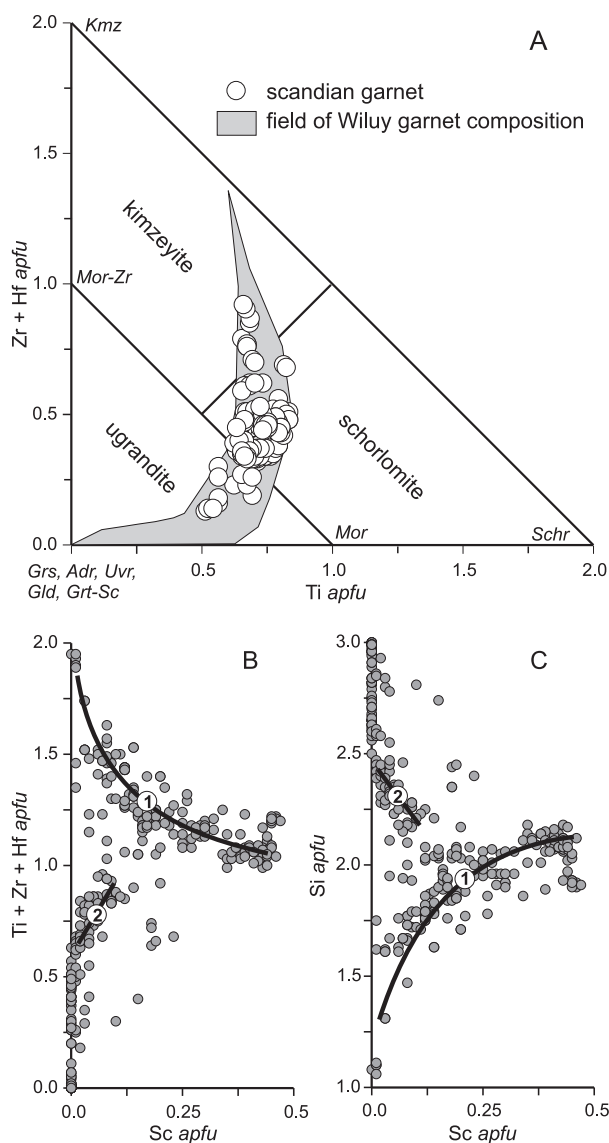 2.0
Kmz
A
scandian garnet
field of Wiluy garnet composition
1.5
kimzeyite
Zr + Hf apfu
1.0
Mor-Zr
0.5
ugrandite
schorlomite
Mor
Schr
0.0
Grs, Adr, Uvr,
Gld, Grt-Sc
0.5
1.0
Ti apfu
1.5
2.0
2.0
B
1.5
1
Ti + Zr + Hf apfu
1.0
2
0.5
0.0
0.0
0.25
0.5
Sc apfu
3.0
C
2.5
2
Si apfu
2.0
1
1.5
1.0
0.0
0.25
0.5
Sc apfu